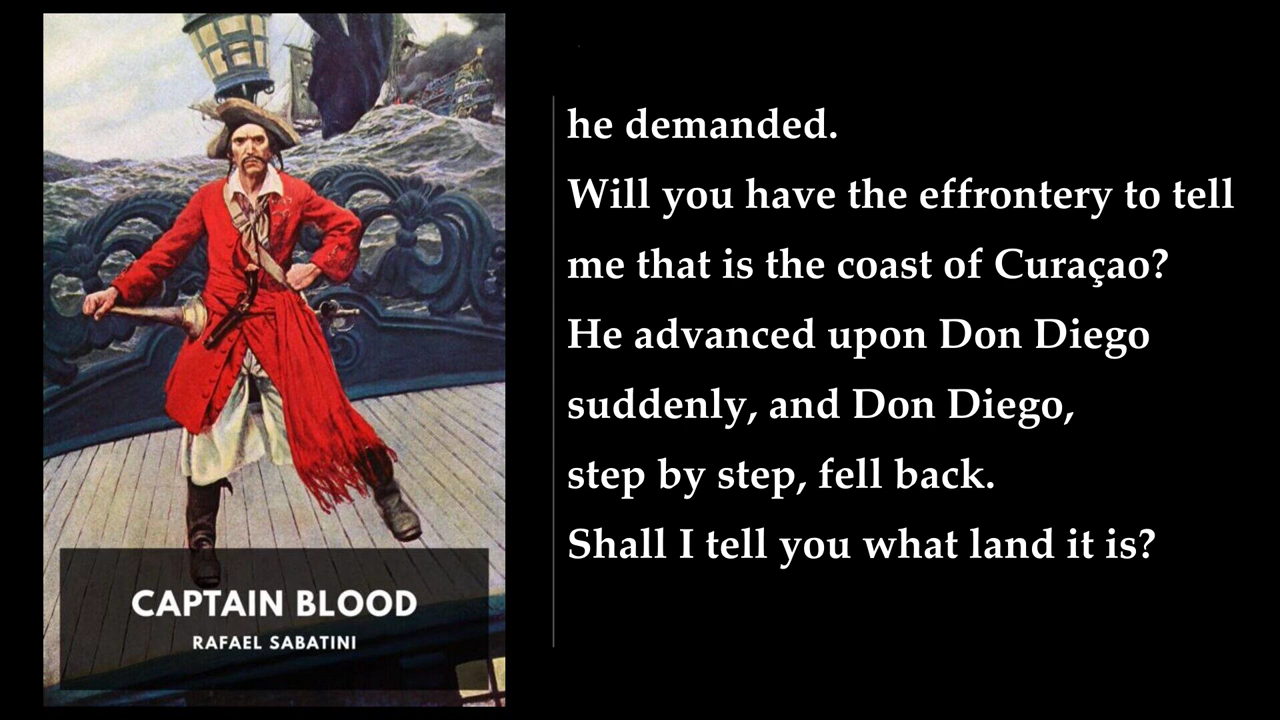 CAPTAIN BLOOD
RAFAEL SABATINI
he demanded.
Will you have the effrontery to tell
me that is the coast of Curaçao?
He advanced upon Don Diego
suddenly, and Don Diego,
step by step, fell back.
Shall I tell you what land it is?